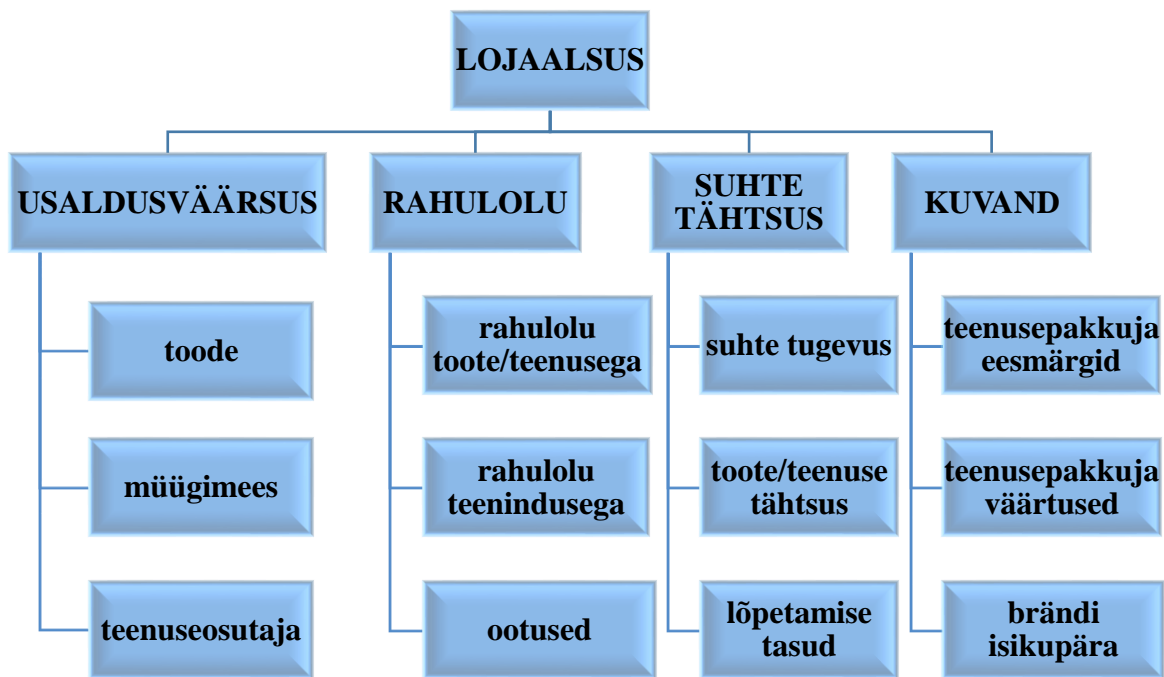 LOJAALSUS
USALDUSVÄÄRSUS
RAHULOLU
SUHTE
TÄHTSUS
KUVAND
toode
müügimees
teenuseosutaja
rahulolu
toote/teenusega
rahulolu
teenindusega
ootused
suhte tugevus
toote/teenuse
tähtsus
lõpetamise
tasud
teenusepakkuja
eesmärgid
teenusepakkuja
väärtused
brändi
isikupära